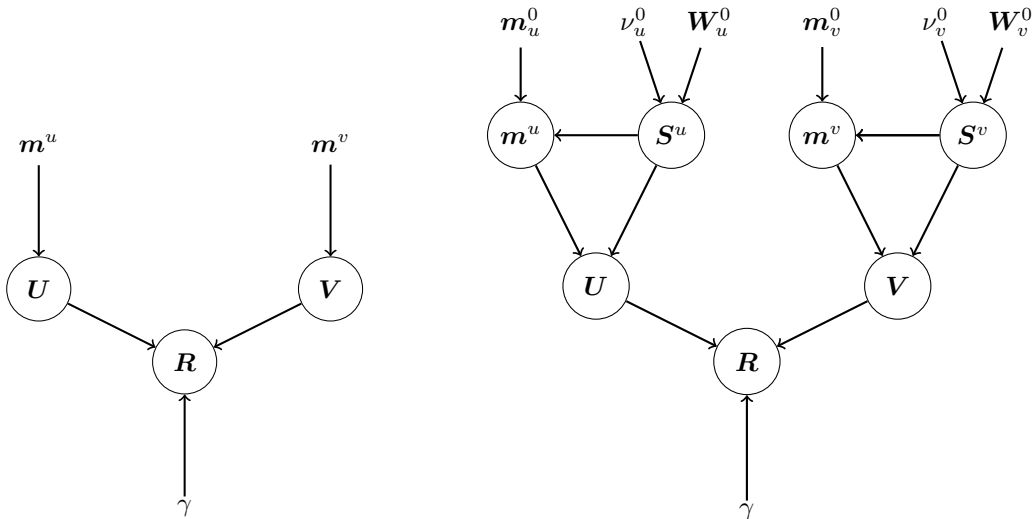 m^u m^v
U V
R
γ
m_u^0 ν_u^0 W_u^0 m_v^0 ν_v^0 W_v^0
m^u S^u m^v S^v
U V
R
γ